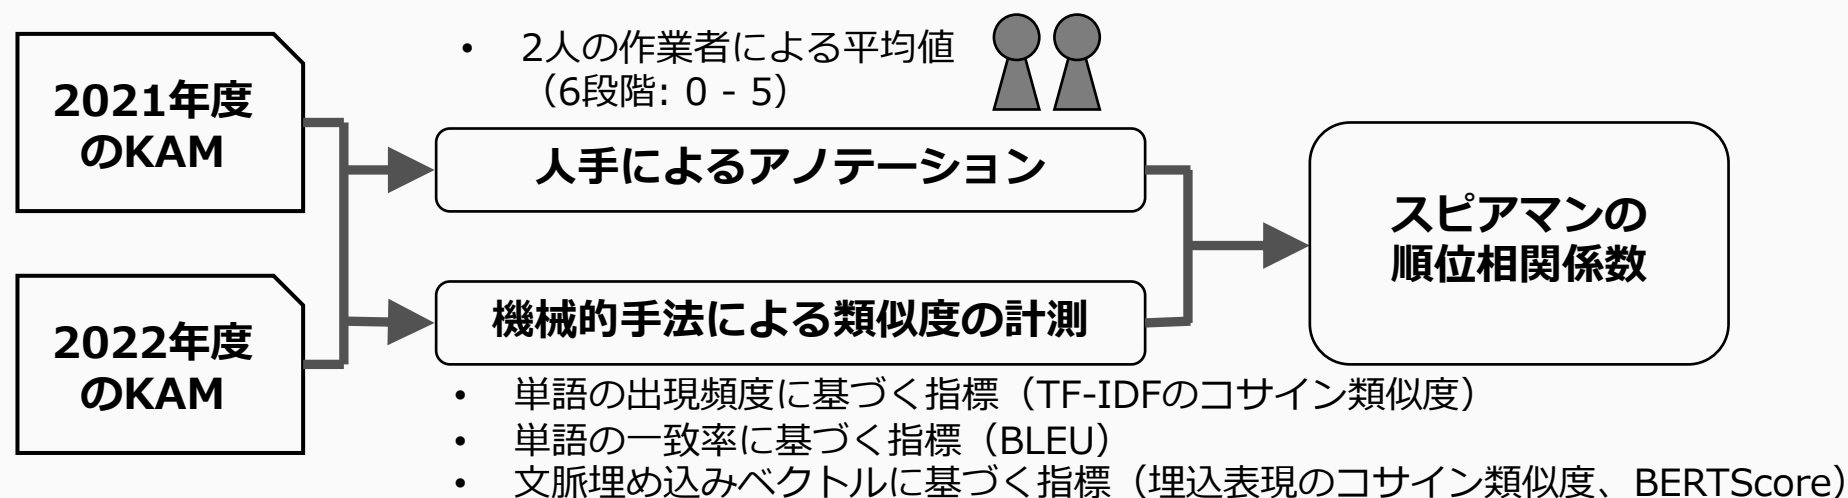 2021年度
のKAM
2022年度
のKAM
• 2人の作業者による平均値
（6段階: 0 - 5）
人手によるアノテーション
機械的手法による類似度の計測
• 単語の出現頻度に基づく指標（TF-IDFのコサイン類似度）
• 単語の一致率に基づく指標（BLEU）
• 文脈埋め込みベクトルに基づく指標（埋込表現のコサイン類似度、BERTScore）
スピアマンの
順位相関係数